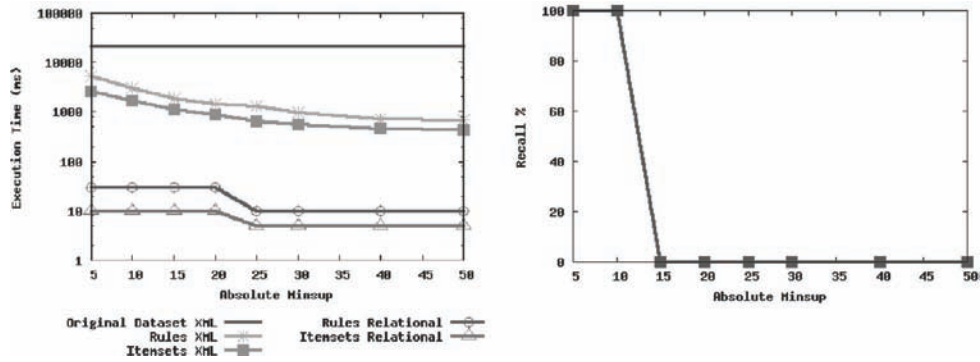 100000
10000
1000
100
10
1
Execution Time (ms)
5 10 15 20 25 30 35 40 45 50
Absolute Minsup
Original Dataset XML
Rules XML
Itemsets XML
Rules Relational
Itemsets Relational
100
80
60
40
20
0
Recall %
5 10 15 20 25 30 35 40 45 50
Absolute Minsup